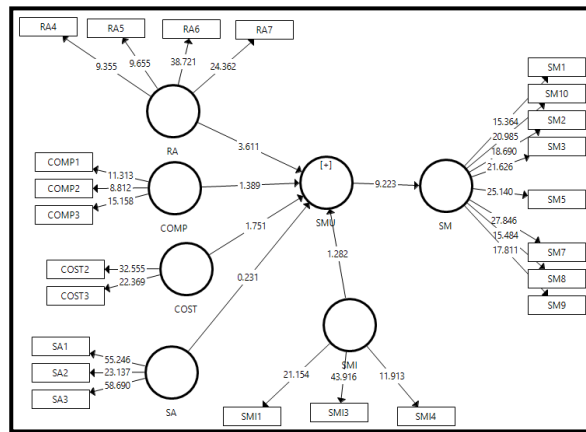 RA4
RA5
RA6
RA7
9.355
9.655
38.721
24.362
RA
3.611
COMP1
COMP2
COMP3
11.313
8.812
15.158
COMP
1.389
[+]
SMU
9.223
SM
SM1
SM10
SM2
SM3
SM5
SM7
SM8
SM9
15.364
20.985
18.690
21.626
25.140
27.846
15.484
17.811
COST2
COST3
32.555
22.369
COST
1.751
0.231
SA1
SA2
SA3
55.246
23.137
58.690
SA
1.282
SMI
21.154
43.916
11.913
SMI1
SMI3
SMI4